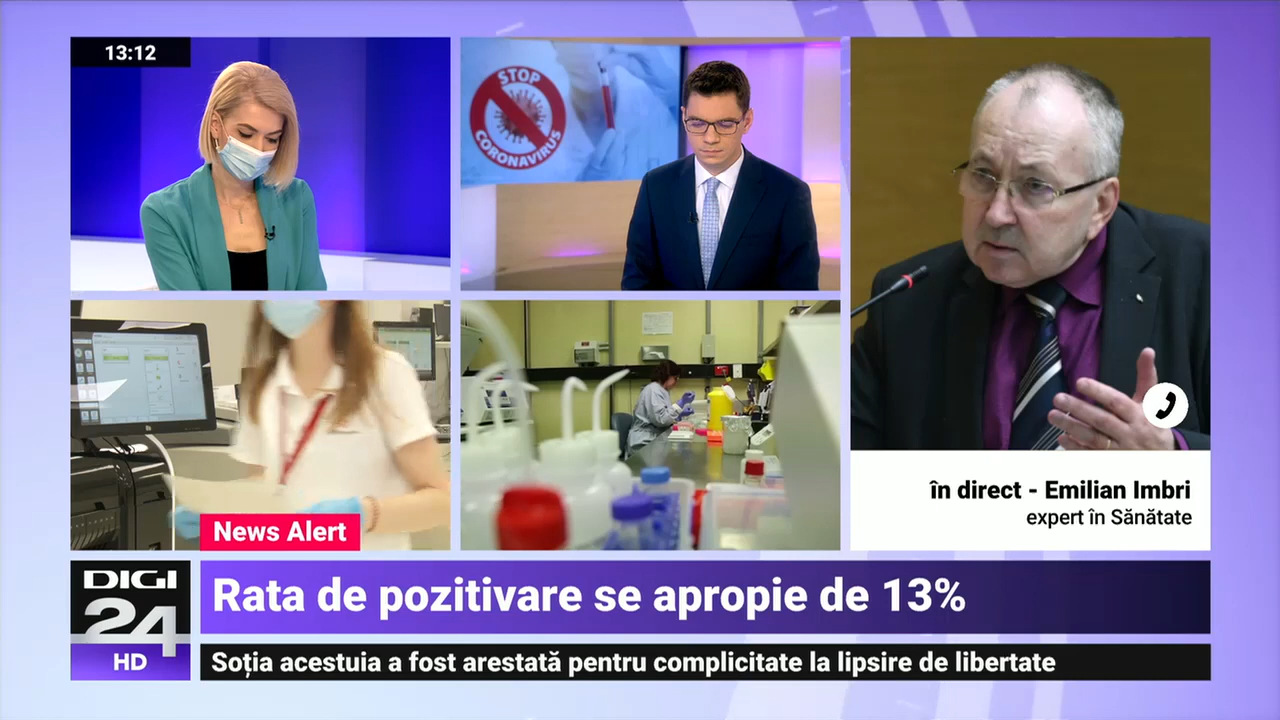 13:12
STOP
CORONAVIRUS
în direct - Emilian Imbri
expert în Sănătate
News Alert
DIGI
24
HD
Rata de pozitivare se apropie de 13%
Soția acestuia a fost arestată pentru complicitate la lipsire de libertate